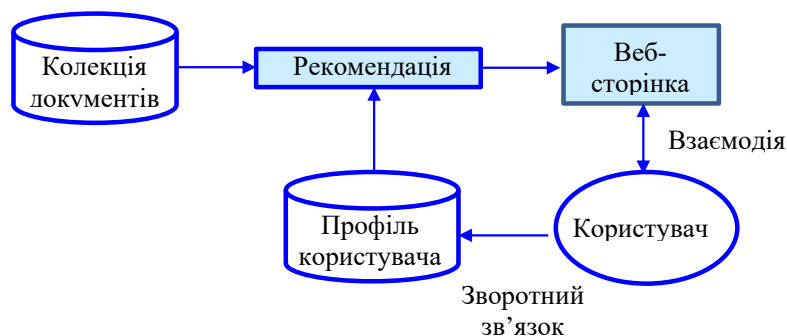 Колекція
документів
Рекомендація
Веб-
сторінка
Взаємодія
Профіль
користувача
Користувач
Зворотний
зв’язок